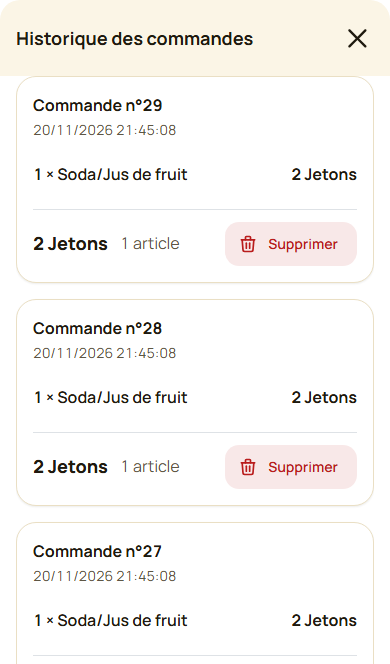 Historique des commandes
Commande n°29
20/11/2026 21:45:08
1 × Soda/Jus de fruit 2 Jetons
2 Jetons 1 article Supprimer
Commande n°28
20/11/2026 21:45:08
1 × Soda/Jus de fruit 2 Jetons
2 Jetons 1 article Supprimer
Commande n°27
20/11/2026 21:45:08
1 × Soda/Jus de fruit 2 Jetons